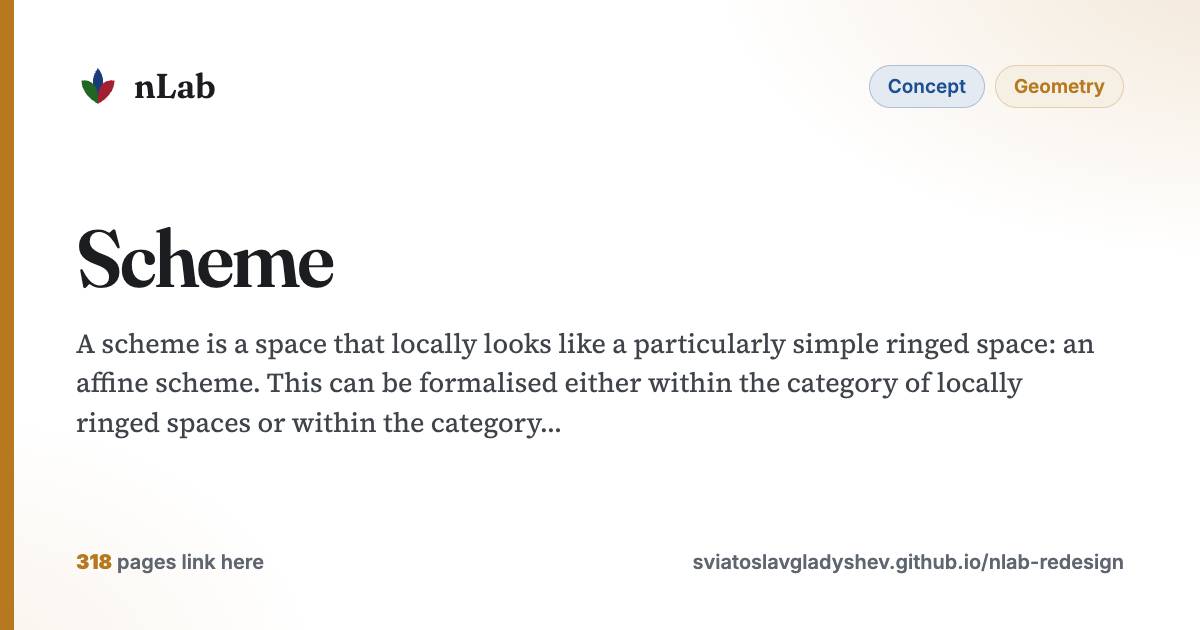 nLab
Concept
Geometry
Scheme
A scheme is a space that locally looks like a particularly simple ringed space: an
affine scheme. This can be formalised either within the category of locally
ringed spaces or within the category...
318 pages link here
sviatoslavgladyshev.github.io/nlab-redesign